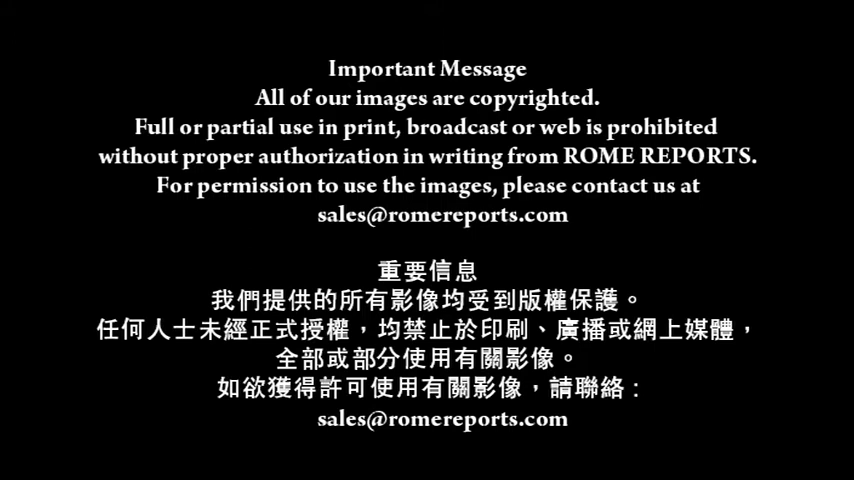 Important Message
All of our images are copyrighted.
Full or partial use in print, broadcast or web is prohibited
without proper authorization in writing from ROME REPORTS.
For permission to use the images, please contact us at
sales@romereports.com
重要信息
我們提供的所有影像均受到版權保護。
任何人士未經正式授權，均禁止於印刷、廣播或網上媒體，
全部或部分使用有關影像。
如欲獲得許可使用有關影像，請聯絡：
sales@romereports.com